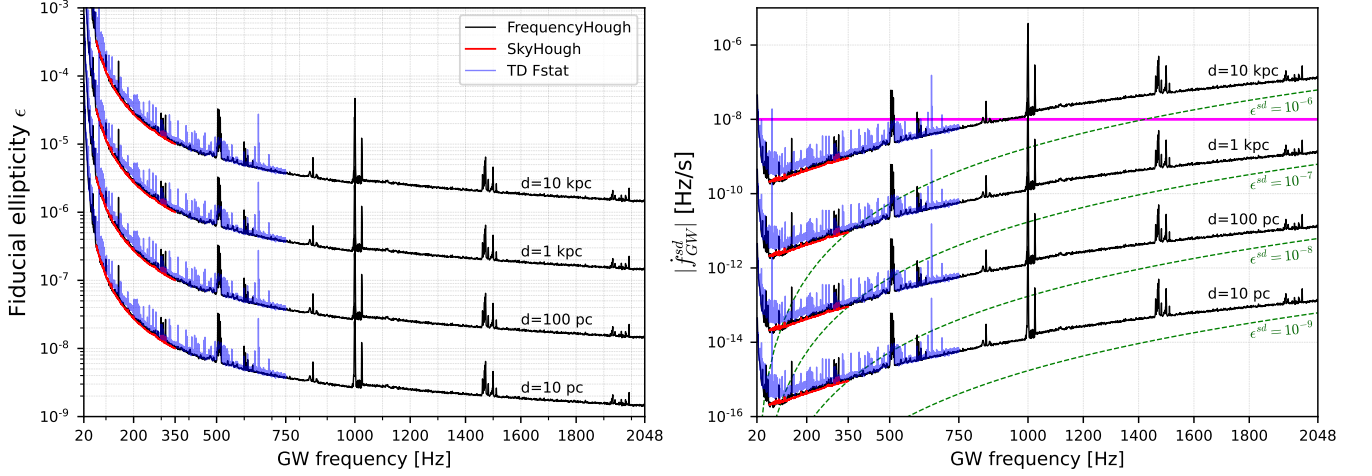 10⁻³
10⁻⁴
10⁻⁵
10⁻⁶
10⁻⁷
10⁻⁸
10⁻⁹
Fiducial ellipticity ϵ
FrequencyHough
SkyHough
TD Fstat
d=10 kpc
d=1 kpc
d=100 pc
d=10 pc
20 200 350 500 750 1000 1200 1400 1600 1800 2048
GW frequency [Hz]
10⁻⁶
10⁻⁸
10⁻¹⁰
10⁻¹²
10⁻¹⁴
10⁻¹⁶
|ḟ_{GW}^{sd}| [Hz/s]
d=10 kpc
ϵ^{sd} = 10⁻⁶
d=1 kpc
ϵ^{sd} = 10⁻⁷
d=100 pc
ϵ^{sd} = 10⁻⁸
d=10 pc
ϵ^{sd} = 10⁻⁹
20 200 350 500 750 1000 1200 1400 1600 1800 2048
GW frequency [Hz]